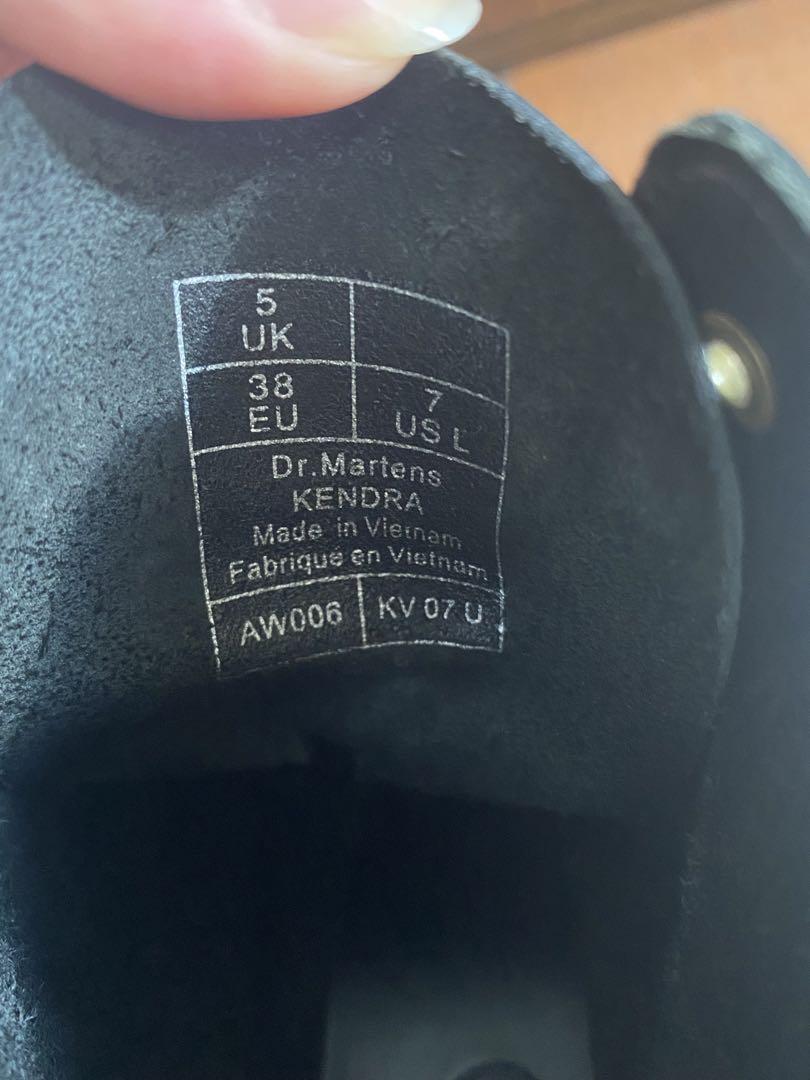 5
UK
38
EU
7
US L
Dr.Martens
KENDRA
Made in Vietnam
Fabriqué en Vietnam
AW006
KV 07 U